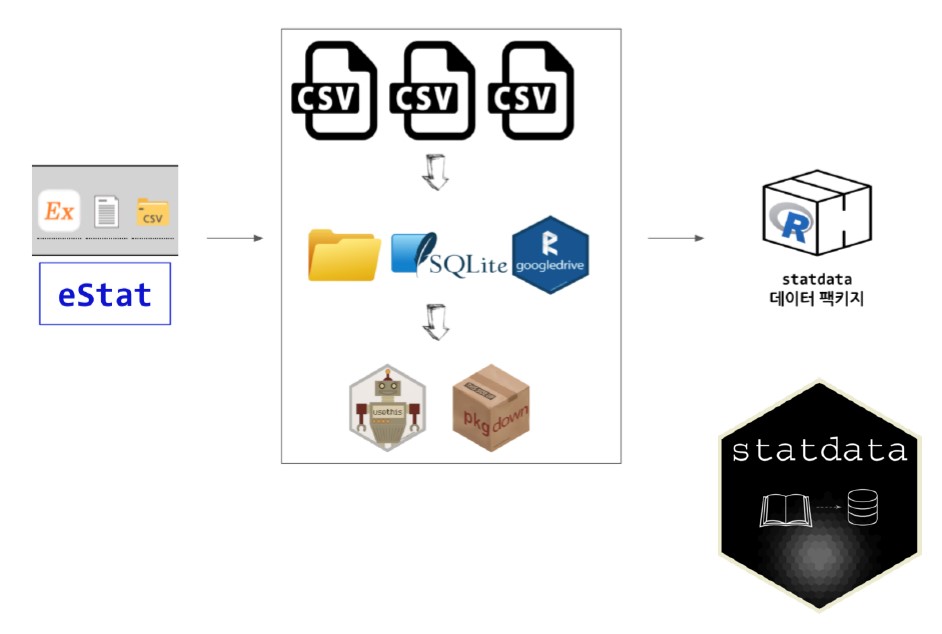 CSV CSV CSV
Ex CSV
eStat
SQLite googledrive
R
statdata
데이터 팩키지
usethis
pkgdown
statdata